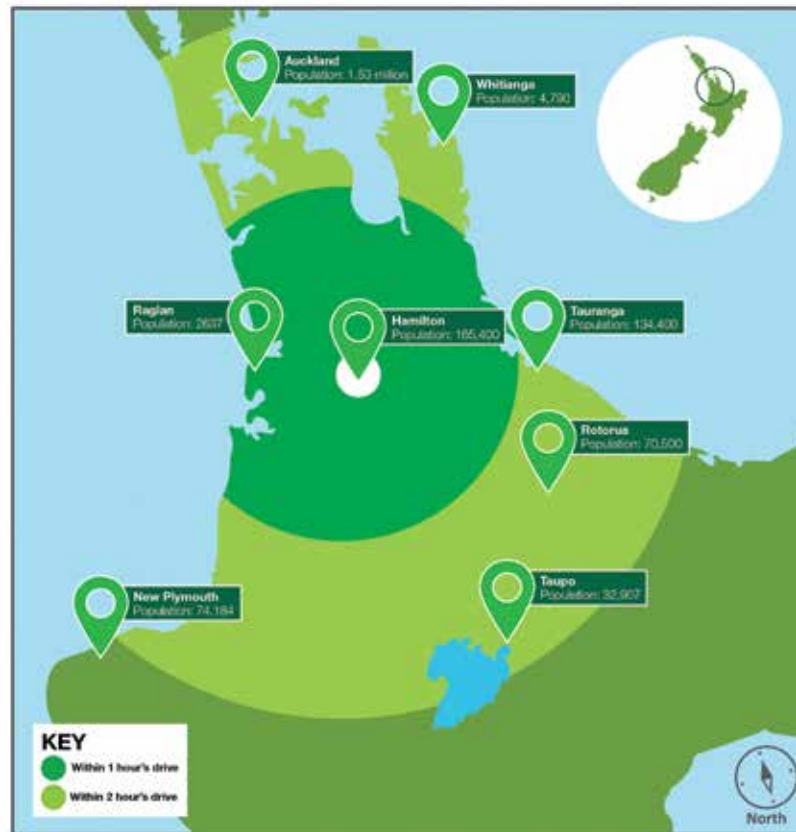 Auckland
Population: 1.53 million
Whitianga
Population: 4,790
Raglan
Population: 2637
Hamilton
Population: 165,400
Tauranga
Population: 134,400
Rotorua
Population: 70,500
New Plymouth
Population: 74,184
Taupo
Population: 32,907
KEY
Within 1 hour's drive
Within 2 hour's drive
North